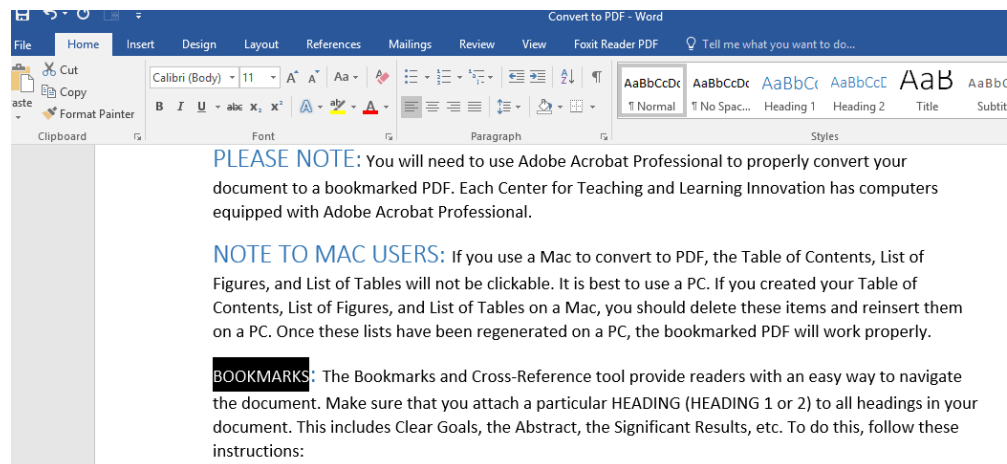 Convert to PDF - Word
File Home Insert Design Layout References Mailings Review View Foxit Reader PDF Tell me what you want to do...
Cut
Copy
aste
Format Painter
Calibri (Body) 11 A A Aa
B I U abc X₂ X² A aby A
AaBbCcDc AaBbCcDc AaBbCc AaBbCcE AaB AaBbC
¶ Normal ¶ No Spac... Heading 1 Heading 2 Title Subtit
Clipboard Font Paragraph Styles
PLEASE NOTE: You will need to use Adobe Acrobat Professional to properly convert your
document to a bookmarked PDF. Each Center for Teaching and Learning Innovation has computers
equipped with Adobe Acrobat Professional.
NOTE TO MAC USERS: If you use a Mac to convert to PDF, the Table of Contents, List of
Figures, and List of Tables will not be clickable. It is best to use a PC. If you created your Table of
Contents, List of Figures, and List of Tables on a Mac, you should delete these items and reinsert them
on a PC. Once these lists have been regenerated on a PC, the bookmarked PDF will work properly.
BOOKMARKS: The Bookmarks and Cross-Reference tool provide readers with an easy way to navigate
the document. Make sure that you attach a particular HEADING (HEADING 1 or 2) to all headings in your
document. This includes Clear Goals, the Abstract, the Significant Results, etc. To do this, follow these
instructions: